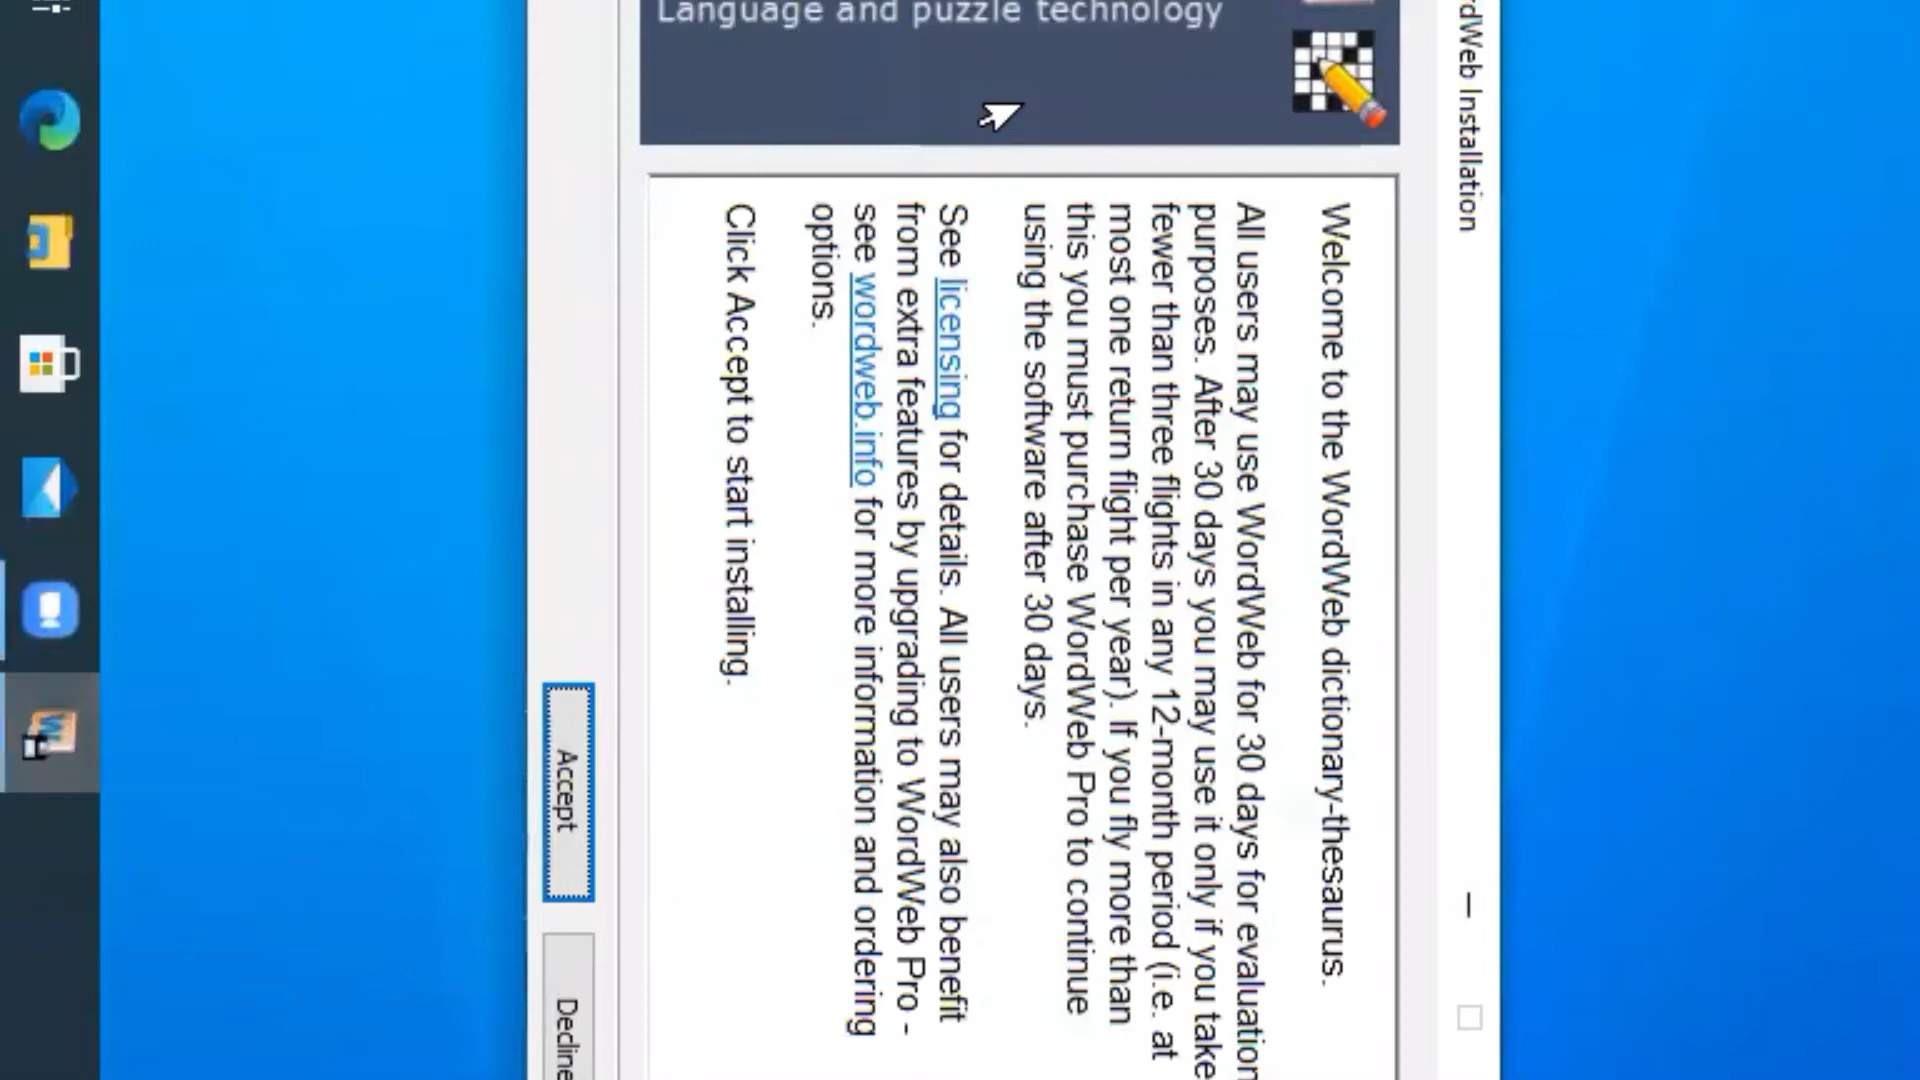 rdWeb Installation
Language and puzzle technology
Welcome to the WordWeb dictionary-thesaurus.
All users may use WordWeb for 30 days for evaluation
purposes. After 30 days you may use it only if you take
fewer than three flights in any 12-month period (i.e. at
most one return flight per year). If you fly more than
this you must purchase WordWeb Pro to continue
using the software after 30 days.
See licensing for details. All users may also benefit
from extra features by upgrading to WordWeb Pro -
see wordweb.info for more information and ordering
options.
Click Accept to start installing.
Accept
Decline